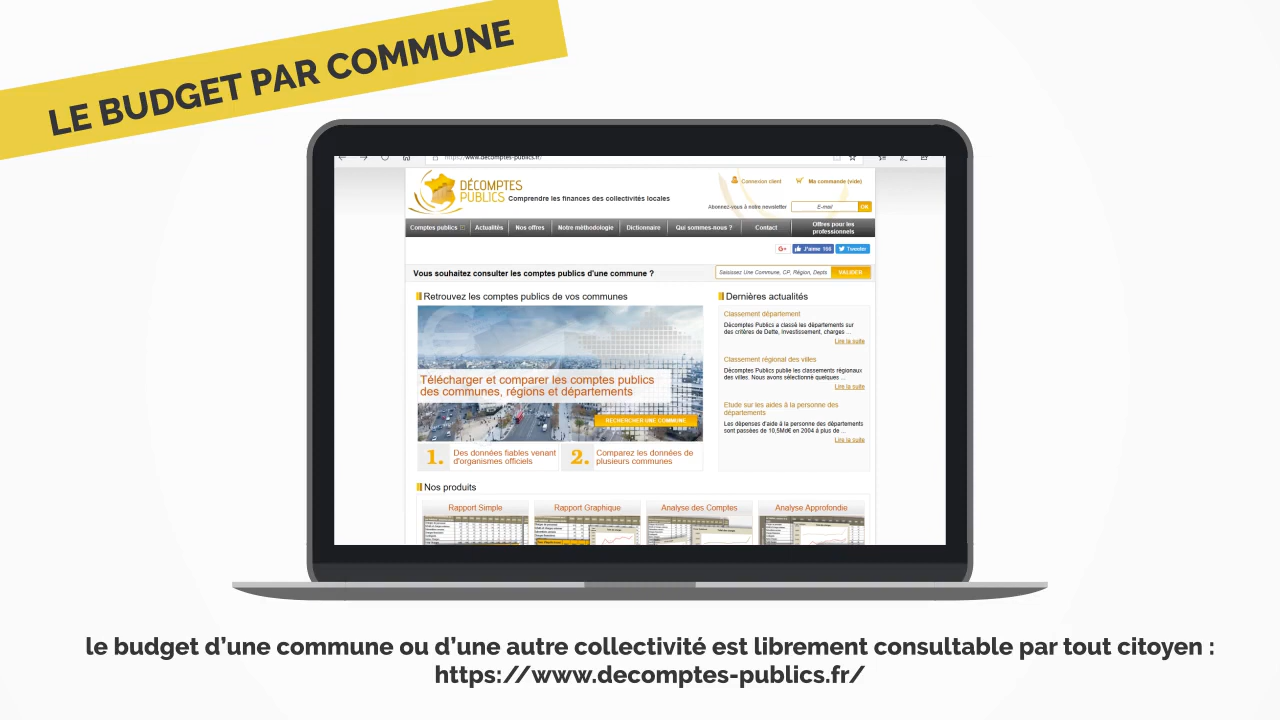 LE BUDGET PAR COMMUNE
https://www.decomptes-publics.fr/
DÉCOMPTES
PUBLICS
Comprendre les finances des collectivités locales
Connexion client
Ma commande (vide)
Abonnez-vous à notre newsletter
E-mail
OK
Comptes publics
Actualités
Nos offres
Notre méthodologie
Dictionnaire
Qui sommes-nous ?
Contact
Offres pour les
professionnels
G+
J'aime 166
Tweeter
Vous souhaitez consulter les comptes publics d'une commune ?
Saisissez Une Commune, CP, Région, Depts
VALIDER
Retrouvez les comptes publics de vos communes
Télécharger et comparer les comptes publics
des communes, régions et départements
RECHERCHER UNE COMMUNE
1.
Des données fiables venant
d'organismes officiels
2.
Comparez les données de
plusieurs communes
Dernières actualités
Classement département
Décomptes Publics a classé les départements sur
des critères de Dette, Investissement, charges ...
Lire la suite
Classement régional des villes
Décomptes Publics publie les classements régionaux
des villes. Nous avons sélectionné quelques ...
Lire la suite
Etude sur les aides à la personne des
départements
Les dépenses d'aide à la personne des départements
sont passées de 10,5Md€ en 2004 à plus de ...
Lire la suite
Nos produits
Rapport Simple
Rapport Graphique
Analyse des Comptes
Analyse Approfondie
le budget d'une commune ou d'une autre collectivité est librement consultable par tout citoyen :
https://www.decomptes-publics.fr/